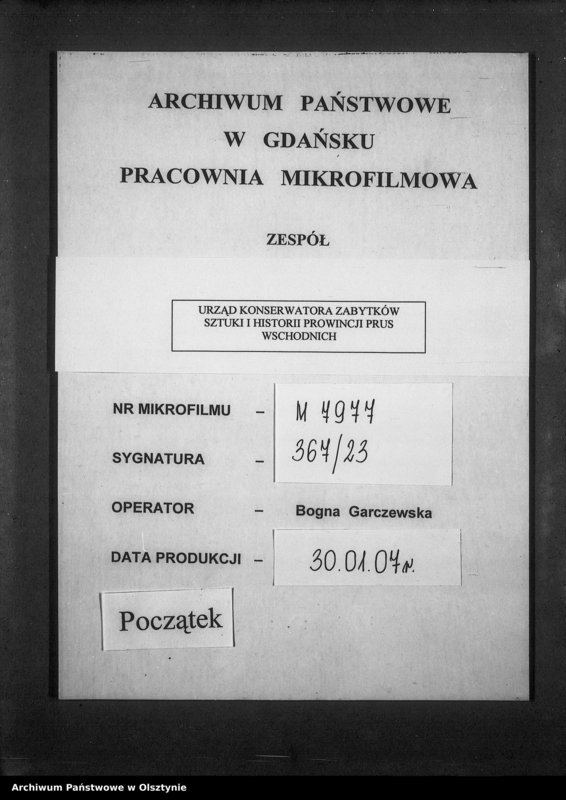 ARCHIWUM PAŃSTWOWE
W GDAŃSKU
PRACOWNIA MIKROFILMOWA
ZESPÓŁ
URZĄD KONSERWATORA ZABYTKÓW
SZTUKI I HISTORII PROWINCJI PRUS
WSCHODNICH
NR MIKROFILMU – M 7977
SYGNATURA – 367/23
OPERATOR – Bogna Garczewska
DATA PRODUKCJI – 30.01.07r.
Początek
Archiwum Państwowe w Olsztynie